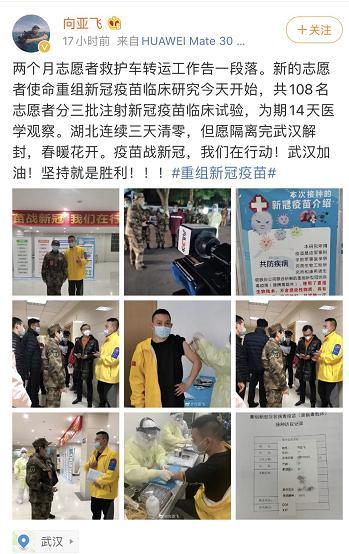 向亚飞
17小时前 来自HUAWEI Mate 30 ...
+关注
两个月志愿者救护车转运工作告一段落。新的志愿
者使命重组新冠疫苗临床研究今天开始，共108名
志愿者分三批注射新冠疫苗临床试验，为期14天医
学观察。湖北连续三天清零，但愿隔离完武汉解
封，春暖花开。疫苗战新冠，我们在行动！武汉加
油！坚持就是胜利！！！#重组新冠疫苗#
苗战新冠 我们在行动
本次接种的
新冠疫苗介绍
共防疾病
武汉